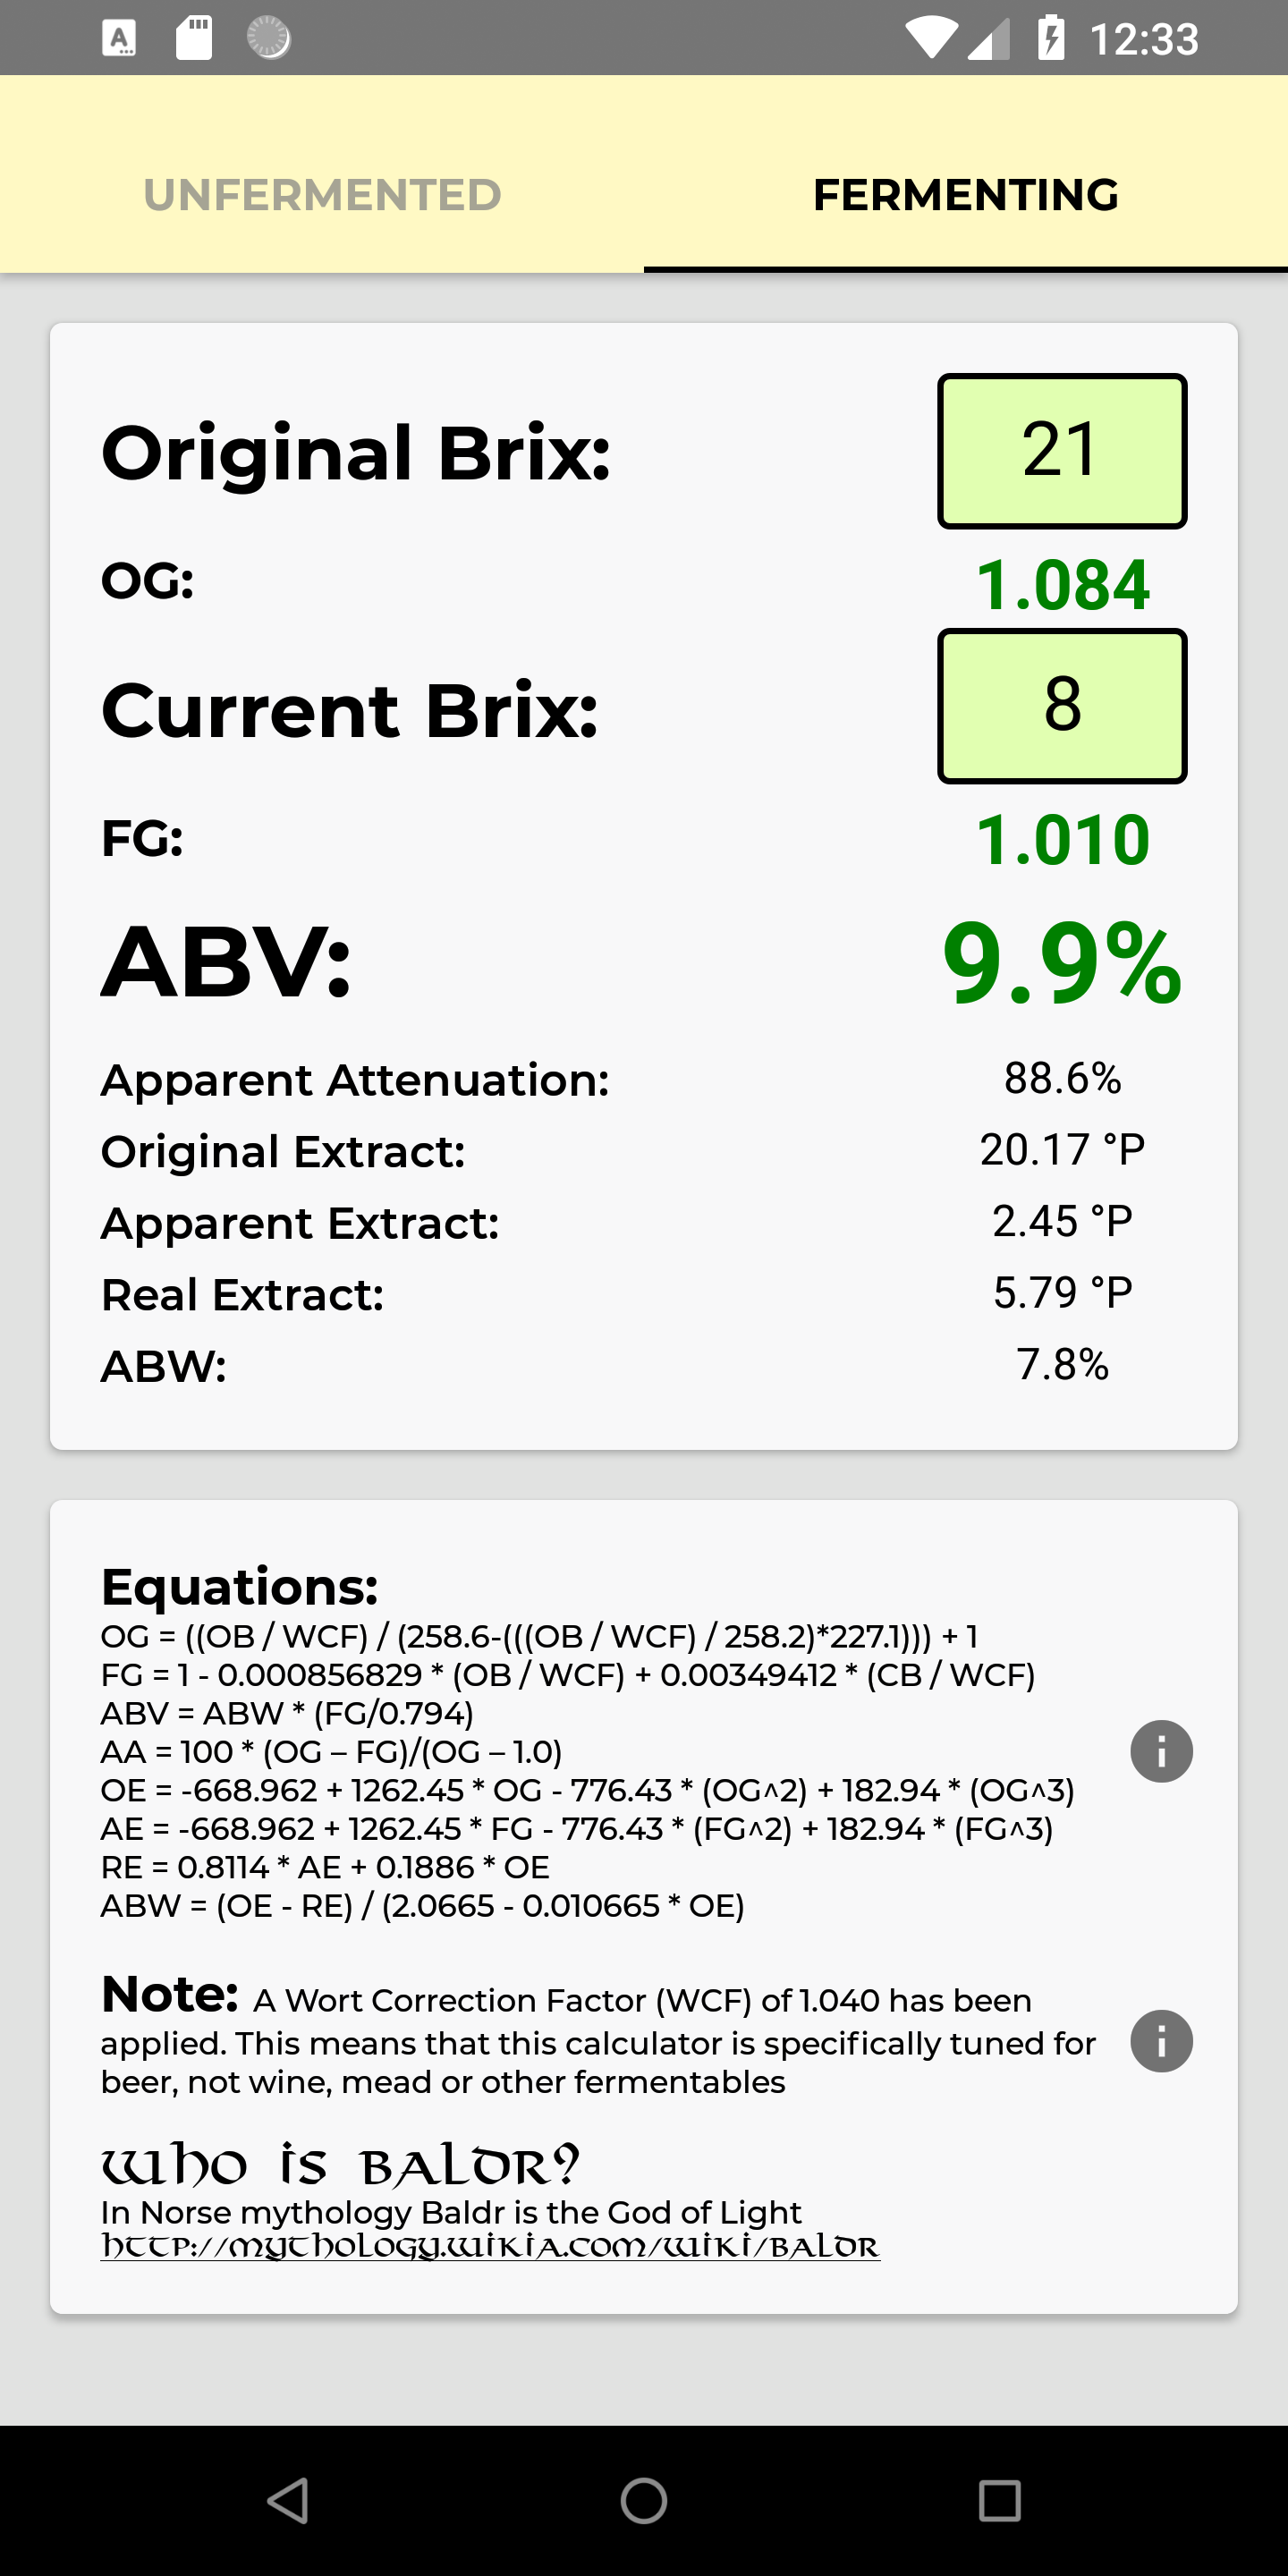 12:33
UNFERMENTED FERMENTING
Original Brix: 21
OG: 1.084
Current Brix: 8
FG: 1.010
ABV: 9.9%
Apparent Attenuation: 88.6%
Original Extract: 20.17 °P
Apparent Extract: 2.45 °P
Real Extract: 5.79 °P
ABW: 7.8%
Equations:
OG = ((OB / WCF) / (258.6-(((OB / WCF) / 258.2)*227.1))) + 1
FG = 1 - 0.000856829 * (OB / WCF) + 0.00349412 * (CB / WCF)
ABV = ABW * (FG/0.794)
AA = 100 * (OG – FG)/(OG – 1.0)
OE = -668.962 + 1262.45 * OG - 776.43 * (OG^2) + 182.94 * (OG^3)
AE = -668.962 + 1262.45 * FG - 776.43 * (FG^2) + 182.94 * (FG^3)
RE = 0.8114 * AE + 0.1886 * OE
ABW = (OE - RE) / (2.0665 - 0.010665 * OE)
Note: A Wort Correction Factor (WCF) of 1.040 has been
applied. This means that this calculator is specifically tuned for
beer, not wine, mead or other fermentables
Who is Baldr?
In Norse mythology Baldr is the God of Light
http://mythology.wikia.com/wiki/Baldr